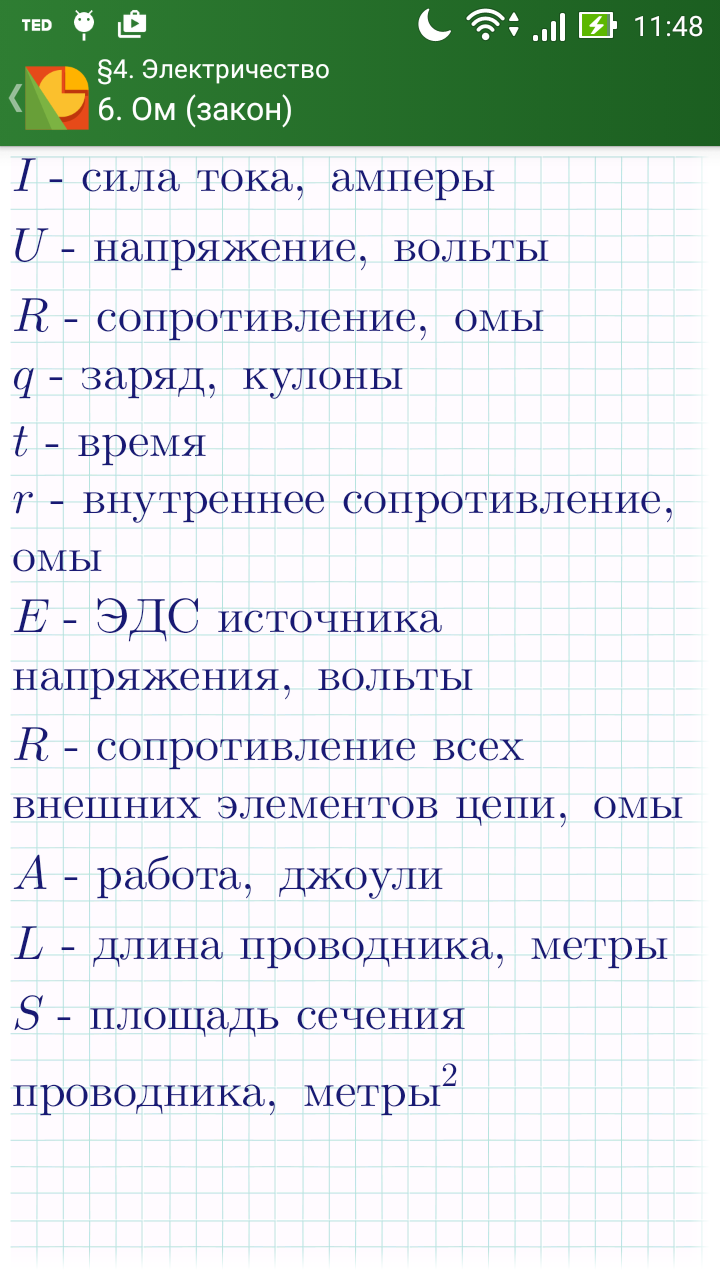 TED 11:48
§4. Электричество
6. Ом (закон)
I - сила тока, амперы
U - напряжение, вольты
R - сопротивление, омы
q - заряд, кулоны
t - время
r - внутреннее сопротивление,
омы
E - ЭДС источника
напряжения, вольты
R - сопротивление всех
внешних элементов цепи, омы
A - работа, джоули
L - длина проводника, метры
S - площадь сечения
проводника, метры²